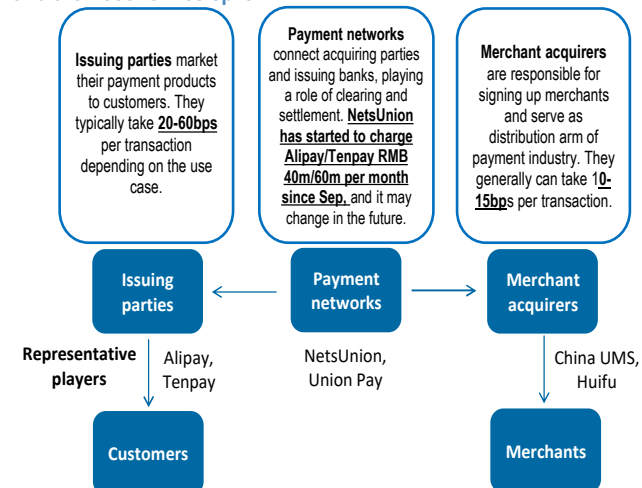 Issuing parties market
their payment products
to customers. They
typically take 20-60bps
per transaction
depending on the use
case.
Payment networks
connect acquiring parties
and issuing banks, playing
a role of clearing and
settlement. NetsUnion
has started to charge
Alipay/Tenpay RMB
40m/60m per month
since Sep, and it may
change in the future.
Merchant acquirers
are responsible for
signing up merchants
and serve as
distribution arm of
payment industry. They
generally can take 10-
15bps per transaction.
Issuing
parties
Payment
networks
Merchant
acquirers
Representative
players
Alipay,
Tenpay
NetsUnion,
Union Pay
China UMS,
Huifu
Customers
Merchants